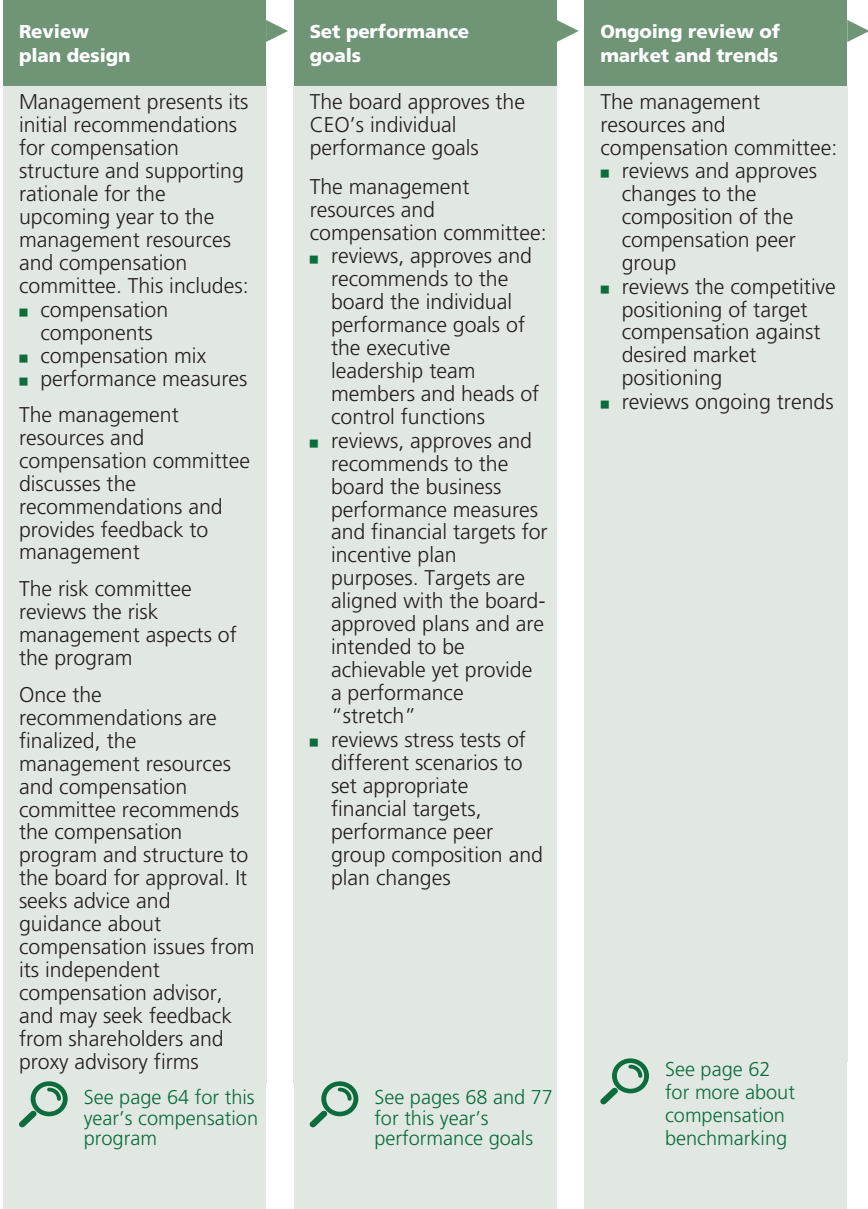 Review
plan design
Management presents its
initial recommendations
for compensation
structure and supporting
rationale for the
upcoming year to the
management resources
and compensation
committee. This includes:
■ compensation
components
■ compensation mix
■ performance measures
The management
resources and
compensation committee
discusses the
recommendations and
provides feedback to
management
The risk committee
reviews the risk
management aspects of
the program
Once the
recommendations are
finalized, the
management resources
and compensation
committee recommends
the compensation
program and structure to
the board for approval. It
seeks advice and
guidance about
compensation issues from
its independent
compensation advisor,
and may seek feedback
from shareholders and
proxy advisory firms
See page 64 for this
year's compensation
program
Set performance
goals
The board approves the
CEO's individual
performance goals
The management
resources and
compensation committee:
■ reviews, approves and
recommends to the
board the individual
performance goals of
the executive
leadership team
members and heads of
control functions
■ reviews, approves and
recommends to the
board the business
performance measures
and financial targets for
incentive plan
purposes. Targets are
aligned with the board-
approved plans and are
intended to be
achievable yet provide
a performance
“stretch”
■ reviews stress tests of
different scenarios to
set appropriate
financial targets,
performance peer
group composition and
plan changes
See pages 68 and 77
for this year's
performance goals
Ongoing review of
market and trends
The management
resources and
compensation committee:
■ reviews and approves
changes to the
composition of the
compensation peer
group
■ reviews the competitive
positioning of target
compensation against
desired market
positioning
■ reviews ongoing trends
See page 62
for more about
compensation
benchmarking